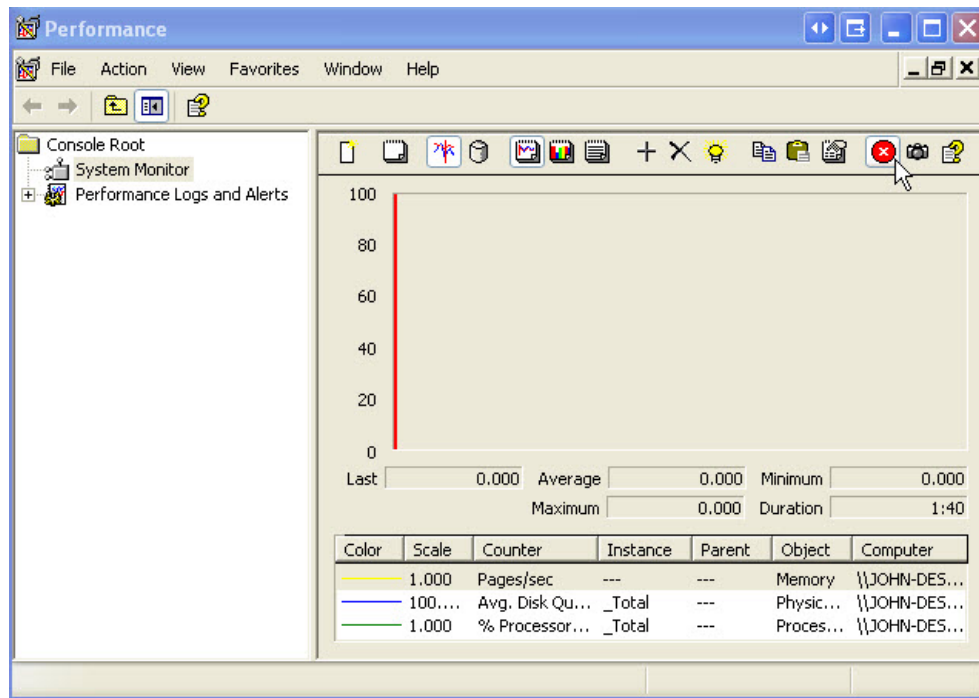 Performance
File Action View Favorites Window Help
Console Root
System Monitor
Performance Logs and Alerts
100
80
60
40
20
0
Last 0.000 Average 0.000 Minimum 0.000
Maximum 0.000 Duration 1:40
Color Scale Counter Instance Parent Object Computer
1.000 Pages/sec --- --- Memory \\JOHN-DES...
100.... Avg. Disk Qu... _Total --- Physic... \\JOHN-DES...
1.000 % Processor... _Total --- Proces... \\JOHN-DES...